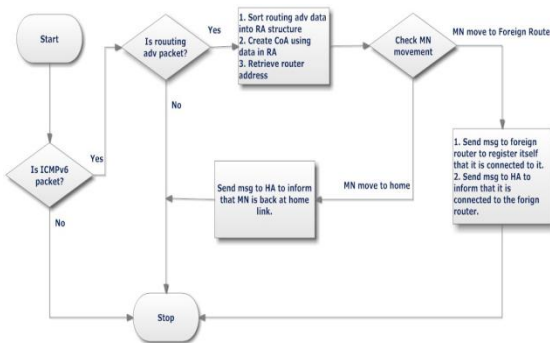 Start
Is ICMPv6
packet?
Yes
No
Is rouuting
adv packet?
Yes
No
1. Sort routing adv data
into RA structure
2. Create CoA using
data in RA
3. Retrieve router
address
Check MN
movement
MN move to Foreign Route
1. Send msg to foreign
router to register itself
that it is connected to it.
2. Send msg to HA to
inform that it is
connected to the forign
router.
MN move to home
Send msg to HA to inform
that MN is back at home
link.
Stop